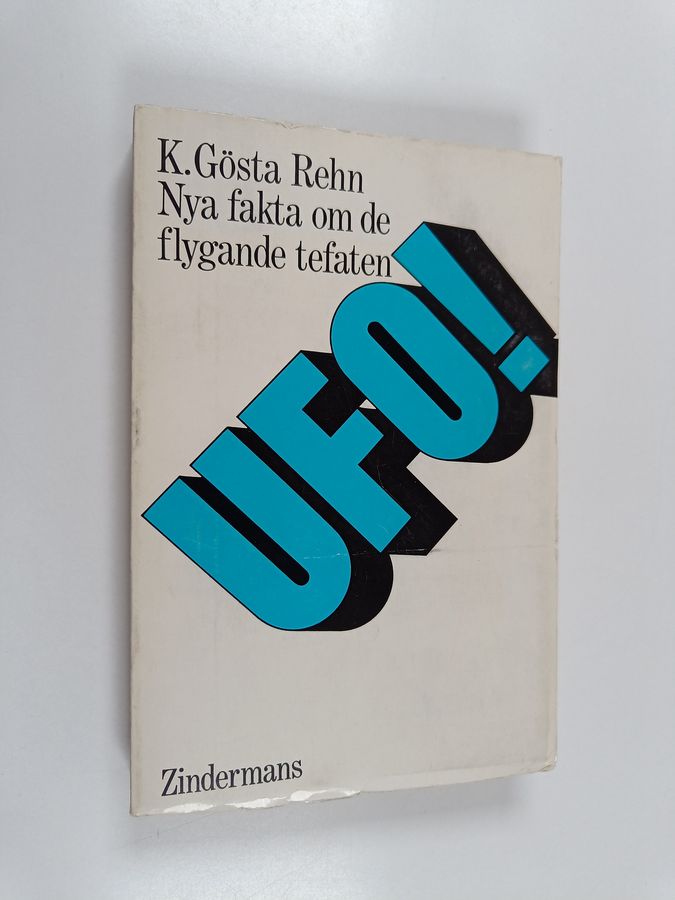 K. Gösta Rehn
Nya fakta om de
flygande tefaten
UFO!
Zindermans